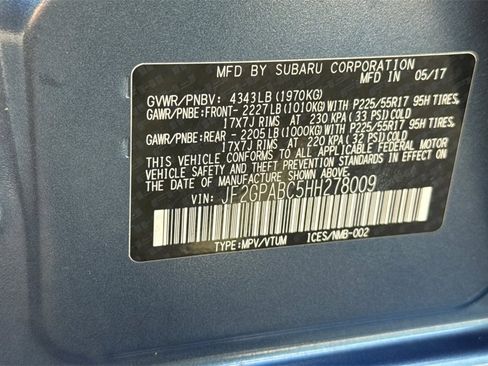 MFD BY SUBARU CORPORATION
MFD IN 05/17
GVWR/PNBV: 4343LB (1970KG)
GAWR/PNBE:FRONT- 2227LB (1010KG)WITH P225/55R17 95H TIRES,
17X7J RIMS AT 230 KPA (33 PSI)COLD
GAWR/PNBE:REAR - 2205LB (1000KG)WITH P225/55R17 95H TIRES,
17X7J RIMS AT 220 KPA (32 PSI)COLD
THIS VEHICLE CONFORMS TO ALL APPLICABLE FEDERAL MOTOR
VEHICLE SAFETY AND THEFT PREVENTION STANDARDS IN EFFECT
ON THE DATE OF MANUFACTURE SHOWN ABOVE.
VIN: JF2GPABC5HH278009
TYPE:MPV/VTUM ICES/NMB-002